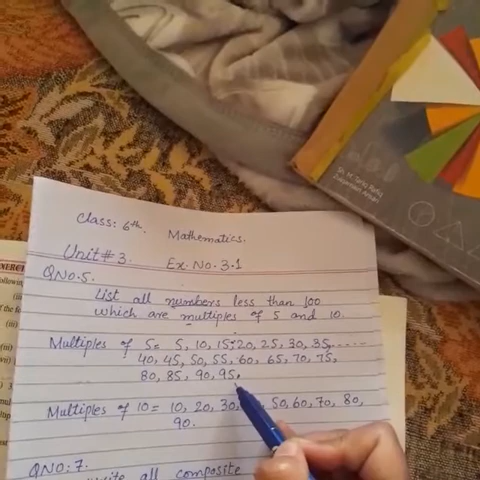 Class: 6th. Mathematics.
Unit # 3. Ex. No. 3.1
QNO.5.
List all numbers less than 100
which are multiples of 5 and 10.
Multiples of 5= 5, 10, 15, 20, 25, 30, 35,......
40, 45, 50, 55, 60, 65, 70, 75,
80, 85, 90, 95.
Multiples of 10 = 10, 20, 30, 50, 60, 70, 80,
90.
QNO:7.
write all composite